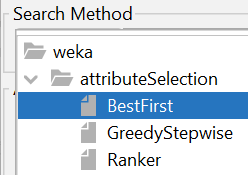 Search Method
weka
attributeSelection
BestFirst
GreedyStepwise
Ranker